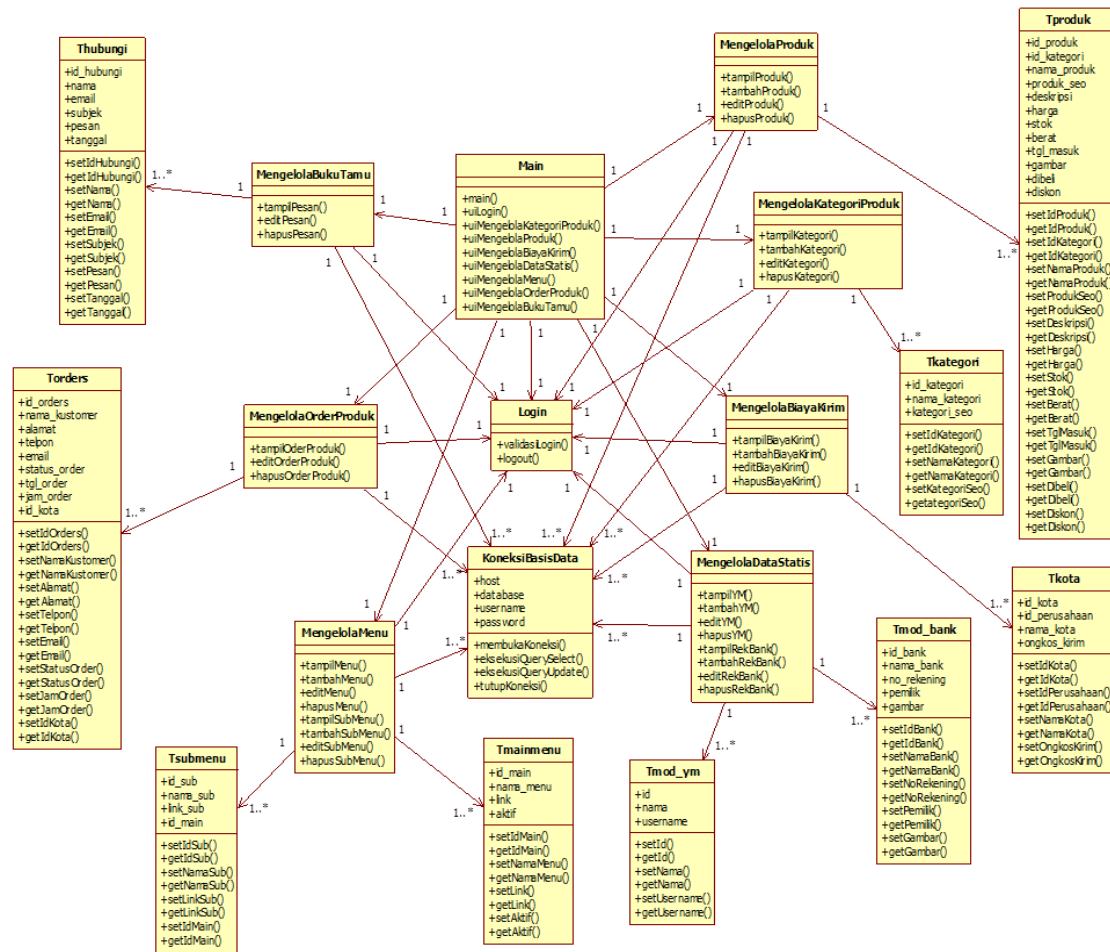 Thubungi
+id_hubungi
+nama
+email
+subjek
+pesan
+tanggal
+setIdHubungi()
+getIdHubungi()
+setNama()
+getNama()
+setEmail()
+getEmail()
+setSubjek()
+getSubjek()
+setPesan()
+getPesan()
+setTanggal()
+getTanggal()
MengelolaBukuTamu
+tampilPesan()
+editPesan()
+hapusPesan()
Main
+main()
+uiLogin()
+uiMengelolaKategoriProduk()
+uiMengelolaProduk()
+uiMengelolaBiayaKirim()
+uiMengelolaDataStatis()
+uiMengelolaMenu()
+uiMengelolaOrderProduk()
+uiMengelolaBukuTamu()
MengelolaProduk
+tampilProduk()
+tambahProduk()
+editProduk()
+hapusProduk()
MengelolaKategoriProduk
+tampilKategori()
+tambahKategori()
+editKategori()
+hapusKategori()
Tproduk
+id_produk
+id_kategori
+nama_produk
+produk_seo
+deskripsi
+harga
+stok
+berat
+tgl_masuk
+gambar
+dibeli
+diskon
+setIdProduk()
+getIdProduk()
+setIdKategori()
+getIdKategori()
+setNamaProduk()
+getNamaProduk()
+setProdukSeo()
+getProdukSeo()
+setDeskripsi()
+getDeskripsi()
+setHarga()
+getHarga()
+setStok()
+getStok()
+setBerat()
+getBerat()
+setTglMasuk()
+getTglMasuk()
+setGambar()
+getGambar()
+setDibeli()
+getDibeli()
+setDiskon()
+getDiskon()
Torders
+id_orders
+nama_kustomer
+alamat
+telpon
+email
+status_order
+tgl_order
+jam_order
+id_kota
+setIdOrders()
+getIdOrders()
+setNamaKustomer()
+getNamaKustomer()
+setAlamat()
+getAlamat()
+setTelpon()
+getTelpon()
+setEmail()
+getEmail()
+setStatusOrder()
+getStatusOrder()
+setJamOrder()
+getJamOrder()
+setIdKota()
+getIdKota()
MengelolaOrderProduk
+tampilOderProduk()
+editOrderProduk()
+hapusOrderProduk()
Login
+validasiLogin()
+logout()
MengelolaBiayaKirim
+tampilBiayaKirim()
+tambahBiayaKirim()
+editBiayaKirim()
+hapusBiayaKirim()
Tkategori
+id_kategori
+nama_kategori
+kategori_seo
+setIdKategori()
+getIdKategori()
+setNamaKategori()
+getNamaKategori()
+setKategoriSeo()
+getategoriSeo()
KoneksiBasisData
+host
+database
+username
+password
+membukaKoneksi()
+eksekusiQuerySelect()
+eksekusiQueryUpdate()
+tutupKoneksi()
MengelolaDataStatis
+tampilYM()
+tambahYM()
+editYM()
+hapusYM()
+tampilRekBank()
+tambahRekBank()
+editRekBank()
+hapusRekBank()
Tkota
+id_kota
+id_perusahaan
+nama_kota
+ongkos_kirim
+setIdKota()
+getIdKota()
+setIdPerusahaan()
+getIdPerusahaan()
+setNamaKota()
+getNamaKota()
+setOngkosKirim()
+getOngkosKirim()
MengelolaMenu
+tampilMenu()
+tambahMenu()
+editMenu()
+hapusMenu()
+tampilSubMenu()
+tambahSubMenu()
+editSubMenu()
+hapusSubMenu()
Tmod_bank
+id_bank
+nama_bank
+no_rekening
+pemilik
+gambar
+setIdBank()
+getIdBank()
+setNamaBank()
+getNamaBank()
+setNoRekening()
+getNoRekening()
+setPemilik()
+getPemilik()
+setGambar()
+getGambar()
Tsubmenu
+id_sub
+nama_sub
+link_sub
+id_main
+setIdSub()
+getIdSub()
+setNamaSub()
+getNamaSub()
+setLinkSub()
+getLinkSub()
+setIdMain()
+getIdMain()
Tmainmenu
+id_main
+nama_menu
+link
+aktif
+setIdMain()
+getIdMain()
+setNamaMenu()
+getNamaMenu()
+setLink()
+getLink()
+setAktif()
+getAktif()
Tmod_ym
+id
+nama
+username
+setId()
+getId()
+setNama()
+getNama()
+setUsername()
+getUsername()